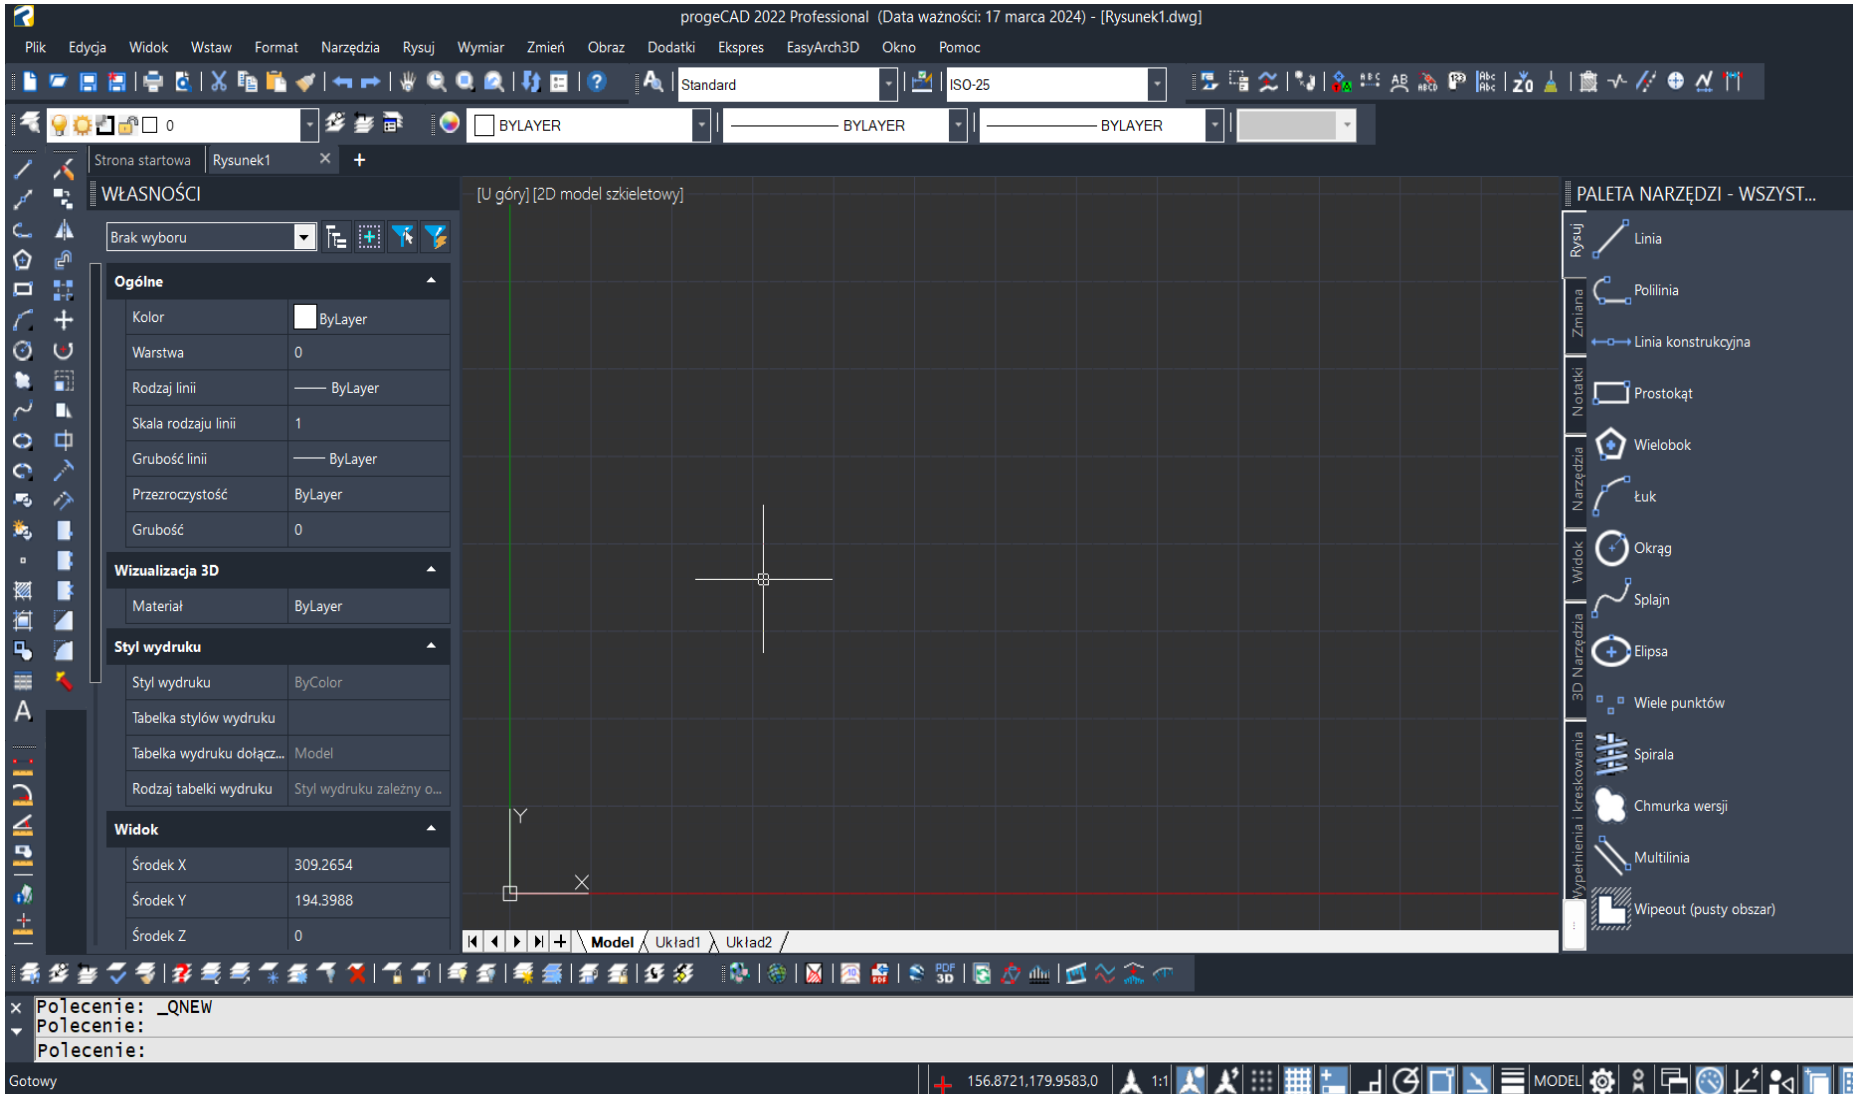 progeCAD 2022 Professional (Data ważności: 17 marca 2024) - [Rysunek1.dwg]
Plik Edycja Widok Wstaw Format Narzędzia Rysuj Wymiar Zmień Obraz Dodatki Ekspres EasyArch3D Okno Pomoc
Standard ISO-25
0 BYLAYER BYLAYER BYLAYER
Strona startowa Rysunek1
WŁASNOŚCI
Brak wyboru
Ogólne
Kolor ByLayer
Warstwa 0
Rodzaj linii ByLayer
Skala rodzaju linii 1
Grubość linii ByLayer
Przezroczystość ByLayer
Grubość 0
Wizualizacja 3D
Materiał ByLayer
Styl wydruku
Styl wydruku ByColor
Tabelka stylów wydruku
Tabelka wydruku dołącz... Model
Rodzaj tabelki wydruku Styl wydruku zależny o...
Widok
Środek X 309.2654
Środek Y 194.3988
Środek Z 0
[U góry] [2D model szkieletowy]
Y
X
Model Układ1 Układ2
PALETA NARZĘDZI - WSZYST...
Rysuj
Zmiana
Notatki
Narzędzia
Widok
3D Narzędzia
Wypełnienia i kreskowania
...
Linia
Polilinia
Linia konstrukcyjna
Prostokąt
Wielobok
Łuk
Okrąg
Splajn
Elipsa
Wiele punktów
Spirala
Chmurka wersji
Multilinia
Wipeout (pusty obszar)
Polecenie: _QNEW
Polecenie:
Polecenie:
Gotowy 156.8721,179.9583,0 1:1 MODEL